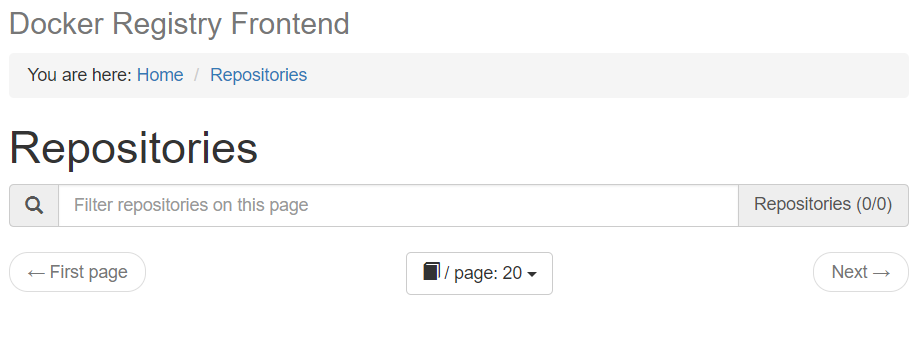 Docker Registry Frontend
You are here: Home / Repositories
Repositories
Filter repositories on this page Repositories (0/0)
← First page / page: 20 Next →